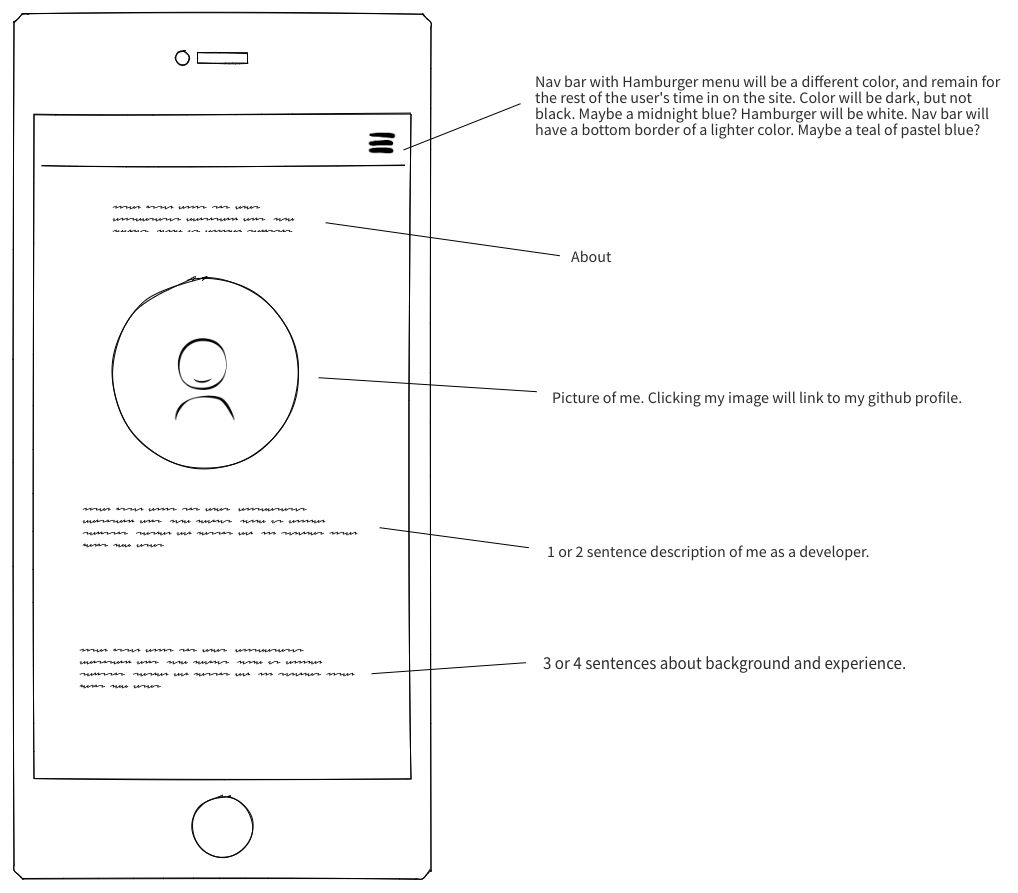 Nav bar with Hamburger menu will be a different color, and remain for
the rest of the user's time in on the site. Color will be dark, but not
black. Maybe a midnight blue? Hamburger will be white. Nav bar will
have a bottom border of a lighter color. Maybe a teal of pastel blue?
About
Picture of me. Clicking my image will link to my github profile.
1 or 2 sentence description of me as a developer.
3 or 4 sentences about background and experience.